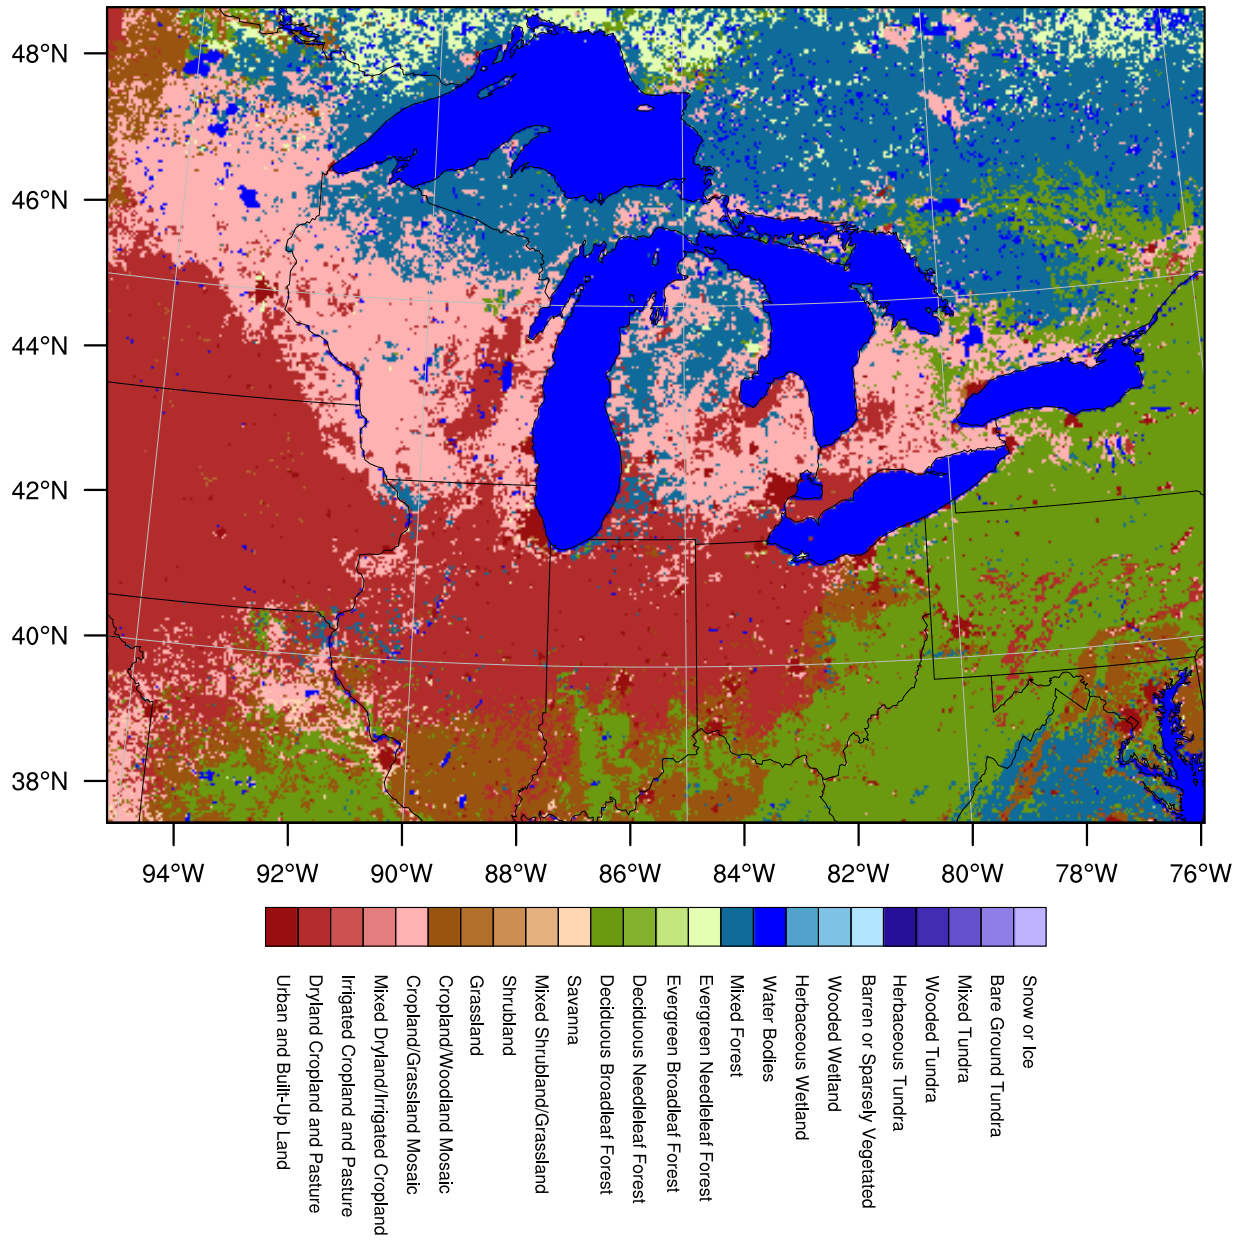 48°N
46°N
44°N
42°N
40°N
38°N
94°W 92°W 90°W 88°W 86°W 84°W 82°W 80°W 78°W 76°W
Urban and Built-Up Land
Dryland Cropland and Pasture
Irrigated Cropland and Pasture
Mixed Dryland/Irrigated Cropland
Cropland/Grassland Mosaic
Cropland/Woodland Mosaic
Grassland
Shrubland
Mixed Shrubland/Grassland
Savanna
Deciduous Broadleaf Forest
Deciduous Needleleaf Forest
Evergreen Broadleaf Forest
Evergreen Needleleaf Forest
Mixed Forest
Water Bodies
Herbaceous Wetland
Wooded Wetland
Barren or Sparsely Vegetated
Herbaceous Tundra
Wooded Tundra
Mixed Tundra
Bare Ground Tundra
Snow or Ice